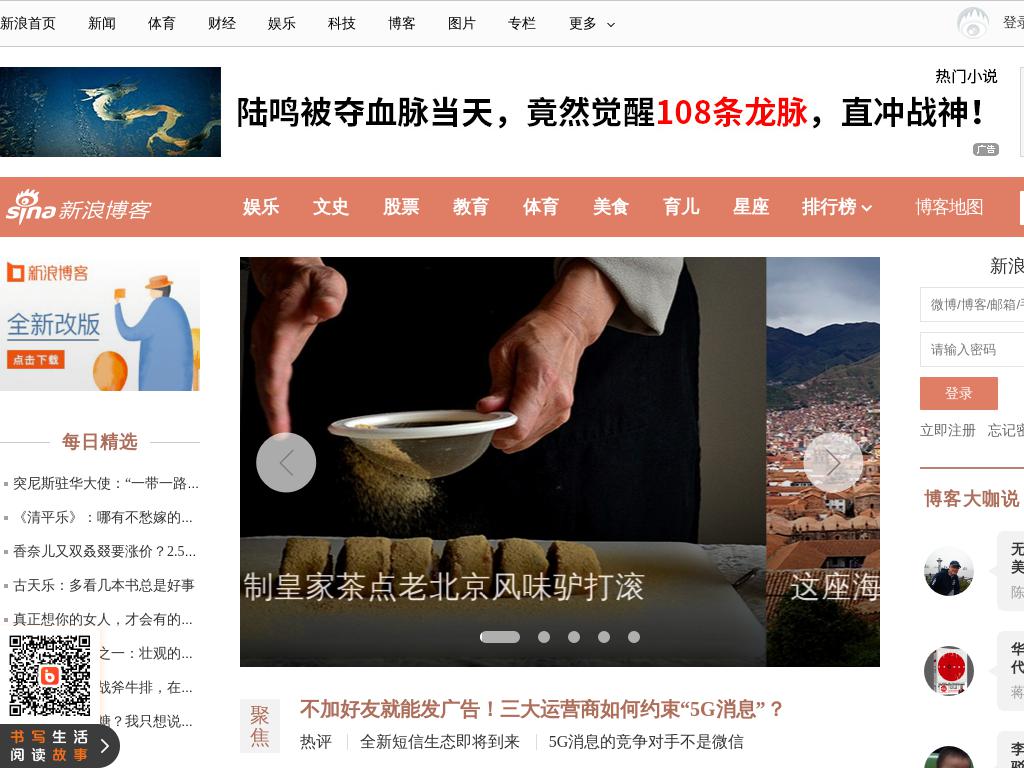 新浪首页 新闻 体育 财经 娱乐 科技 博客 图片 专栏 更多
热门小说
陆鸣被夺血脉当天，竟然觉醒108条龙脉，直冲战神！
广告
sina 新浪博客 娱乐 文史 股票 教育 体育 美食 育儿 星座 排行榜 博客地图
新浪博客
全新改版
点击下载
每日精选
突尼斯驻华大使：“一带一路...
《清平乐》：哪有不愁嫁的...
香奈儿又双叒叕要涨价？2.5...
古天乐：多看几本书总是好事
真正想你的女人，才会有的...
之一：壮观的...
战斧牛排，在...
？我只想说...
书写生活
阅读故事
制皇家茶点老北京风味驴打滚
这座海
聚焦
不加好友就能发广告！三大运营商如何约束“5G消息”？
热评 全新短信生态即将到来 5G消息的竞争对手不是微信
登录
新浪
微博/博客/邮箱/
请输入密码
登录
立即注册 忘记密
博客大咖说
无
美
陈
华
代
蒋
李